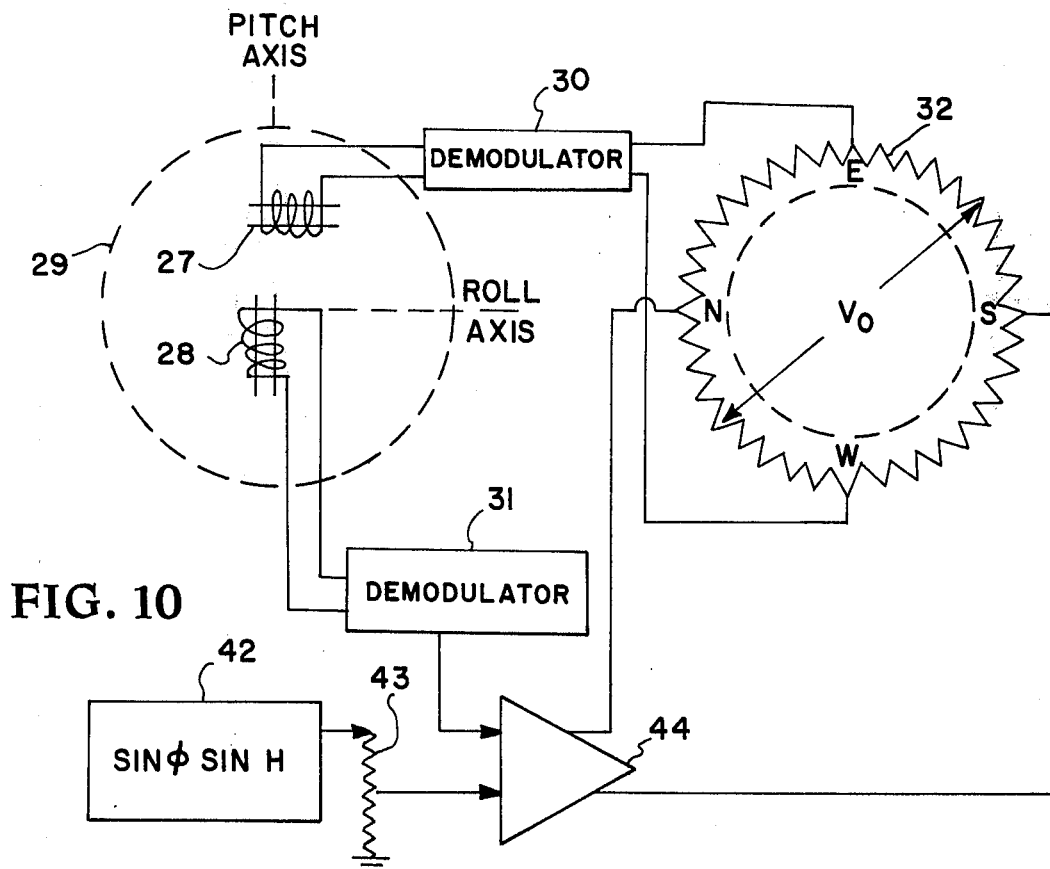 PITCH
AXIS
30
DEMODULATOR
32
E
29
27
ROLL
AXIS
N
V₀
S
28
W
31
DEMODULATOR
FIG. 10
42
43
SIN ϕ SIN H
44